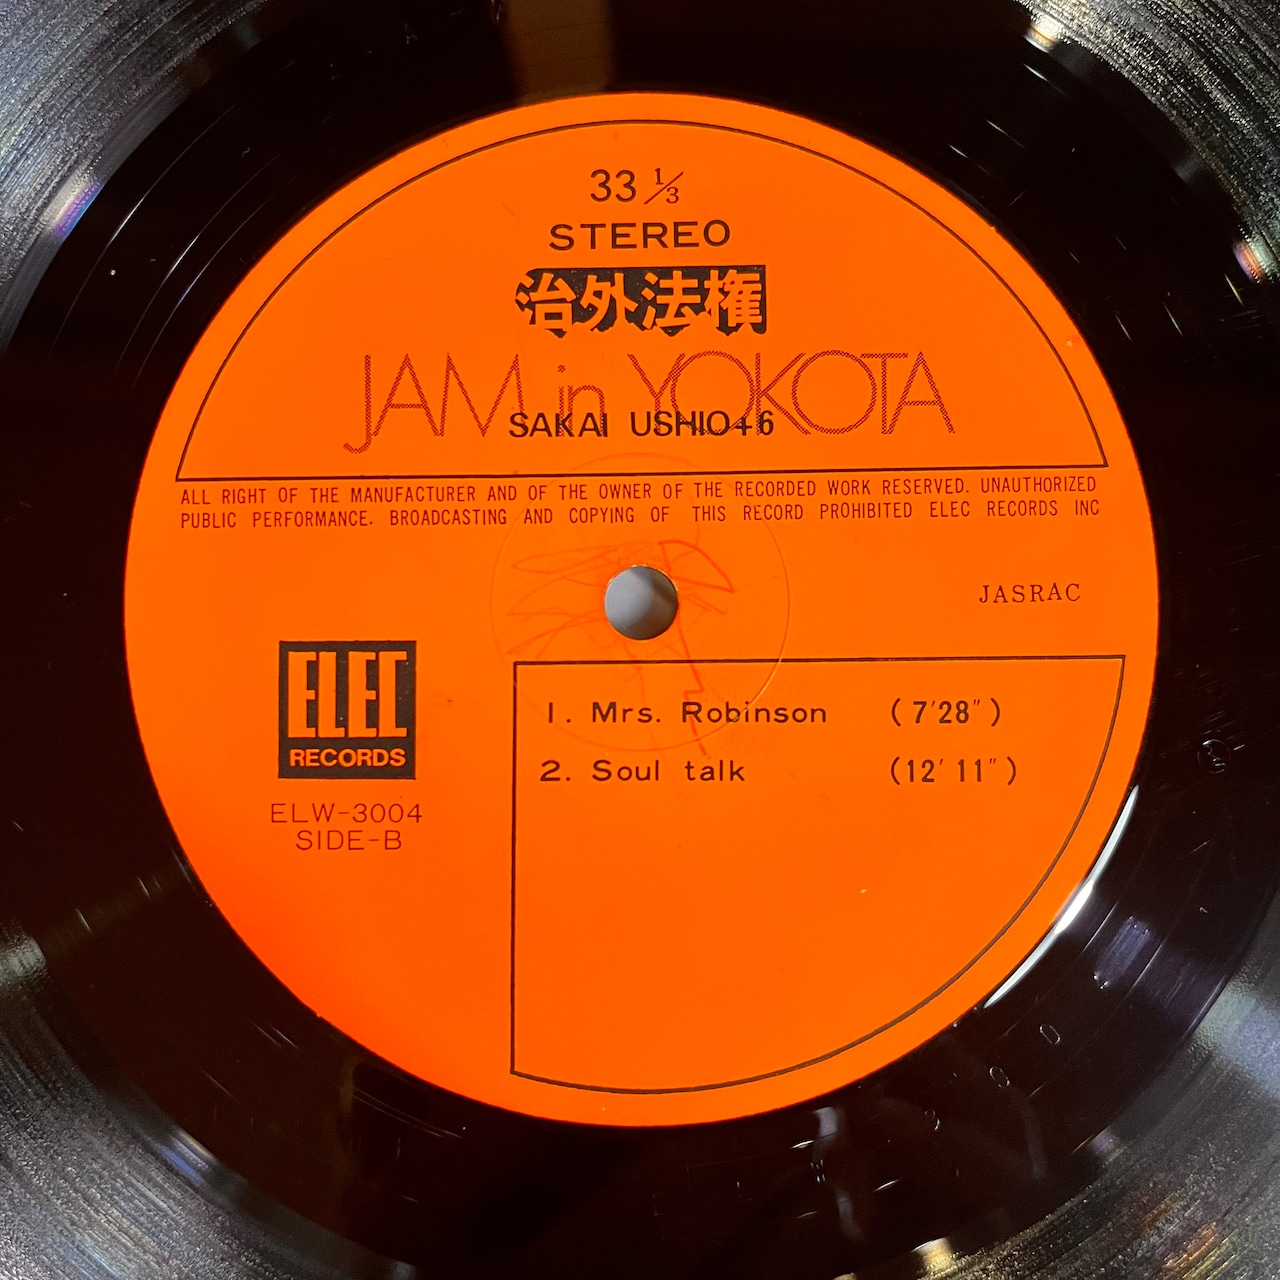 33 1/3
STEREO
治外法権
JAM in YOKOTA
SAKAI USHIO+6
ALL RIGHT OF THE MANUFACTURER AND OF THE OWNER OF THE RECORDED WORK RESERVED. UNAUTHORIZED
PUBLIC PERFORMANCE. BROADCASTING AND COPYING OF THIS RECORD PROHIBITED ELEC RECORDS INC
JASRAC
ELEC
RECORDS
ELW-3004
SIDE-B
1. Mrs. Robinson (7'28")
2. Soul talk (12'11")